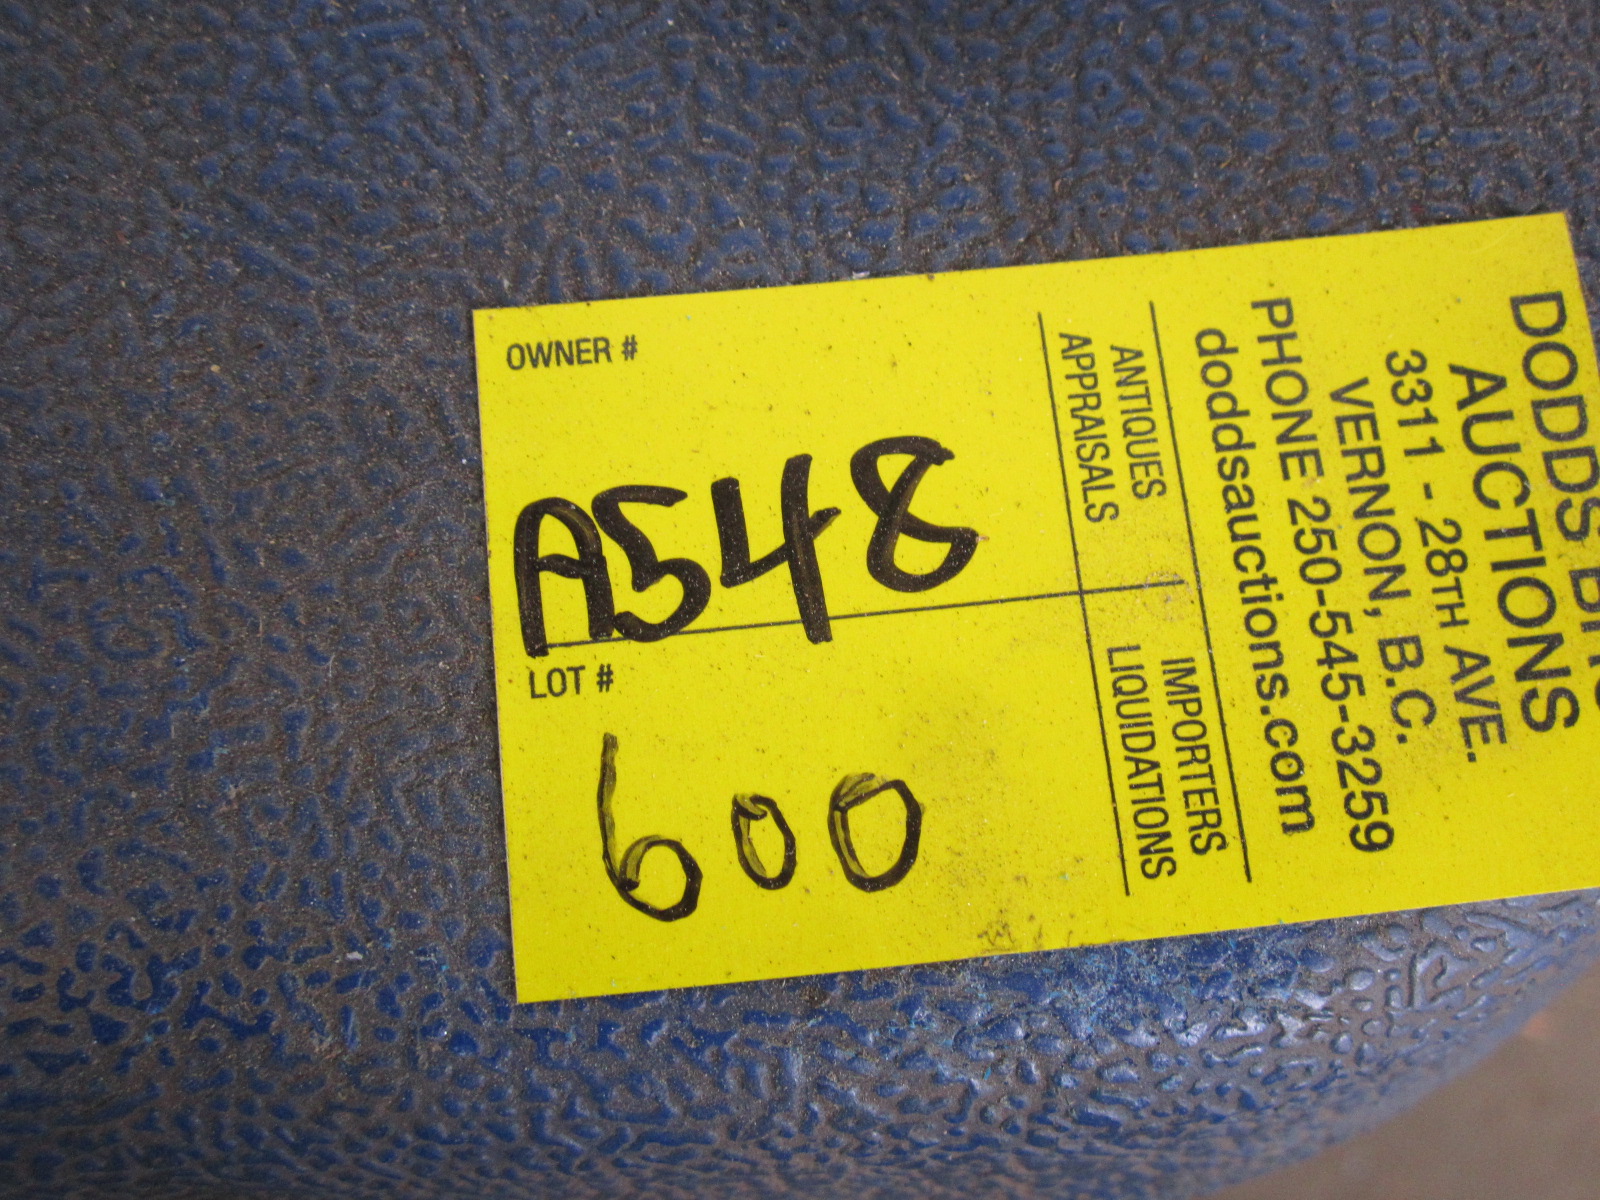 OWNER #
A548
LOT #
600
ANTIQUES
APPRAISALS
IMPORTERS
LIQUIDATIONS
DODDS
AUCTIONS
3311 - 28TH AVE.
VERNON, B.C.
PHONE 250-545-3259
doddsauctions.com